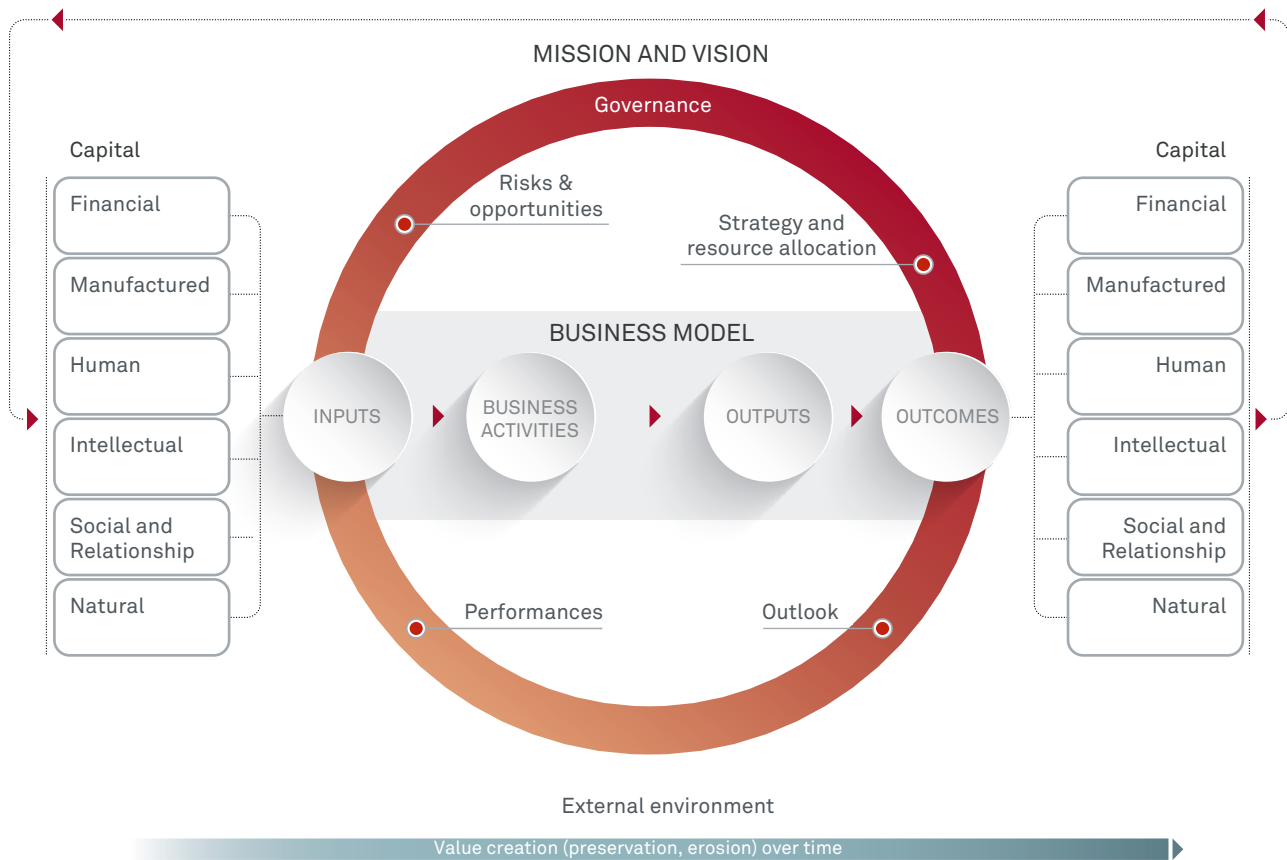 MISSION AND VISION
Governance
Capital
Financial
Manufactured
Human
Intellectual
Social and
Relationship
Natural
Risks &
opportunities
Strategy and
resource allocation
BUSINESS MODEL
INPUTS
BUSINESS
ACTIVITIES
OUTPUTS
OUTCOMES
Performances
Outlook
Capital
Financial
Manufactured
Human
Intellectual
Social and
Relationship
Natural
External environment
Value creation (preservation, erosion) over time